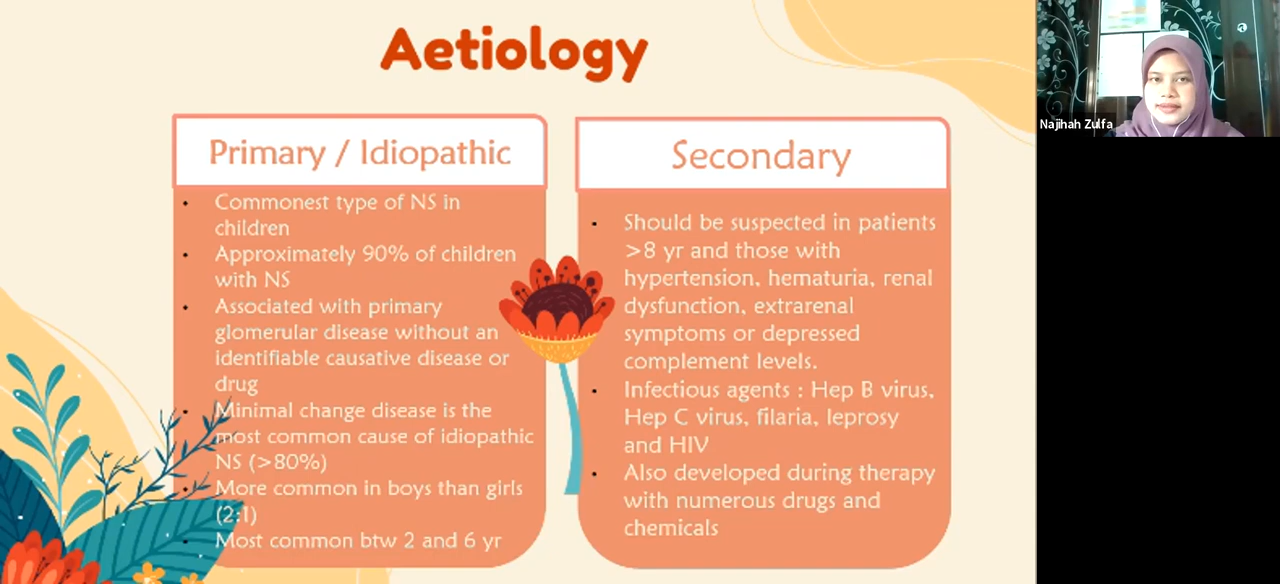 Aetiology
Primary / Idiopathic
• Commonest type of NS in
children
• Approximately 90% of children
with NS
• Associated with primary
glomerular disease without an
identifiable causative disease or
drug
• Minimal change disease is the
most common cause of idiopathic
NS (>80%)
• More common in boys than girls
(2:1)
• Most common btw 2 and 6 yr
Secondary
• Should be suspected in patients
>8 yr and those with
hypertension, hematuria, renal
dysfunction, extrarenal
symptoms or depressed
complement levels.
• Infectious agents : Hep B virus,
Hep C virus, filaria, leprosy
and HIV
• Also developed during therapy
with numerous drugs and
chemicals
Najihah Zulfa